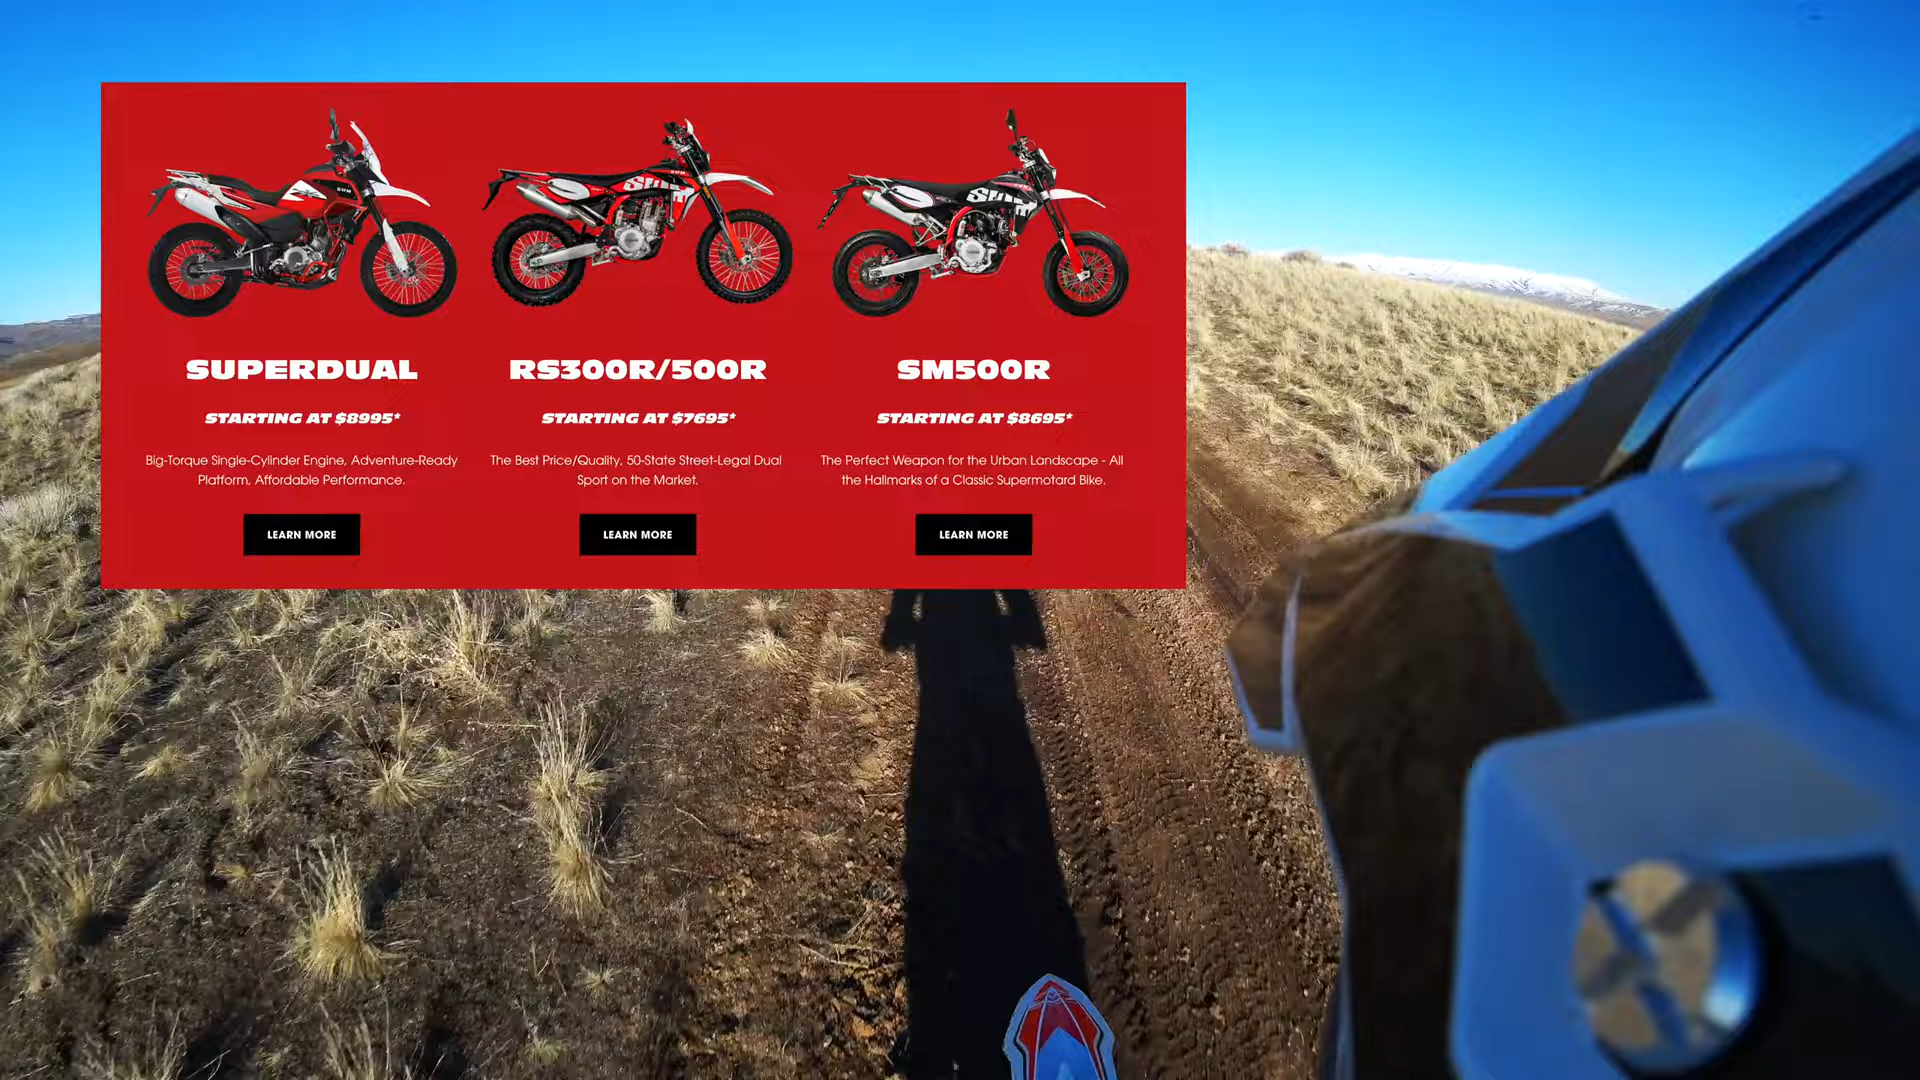 SUPERDUAL
STARTING AT $8995*
Big-Torque Single-Cylinder Engine, Adventure-Ready
Platform, Affordable Performance.
LEARN MORE
RS300R/500R
STARTING AT $7695*
The Best Price/Quality, 50-State Street-Legal Dual
Sport on the Market.
LEARN MORE
SM500R
STARTING AT $8695*
The Perfect Weapon for the Urban Landscape - All
the Hallmarks of a Classic Supermotard Bike.
LEARN MORE